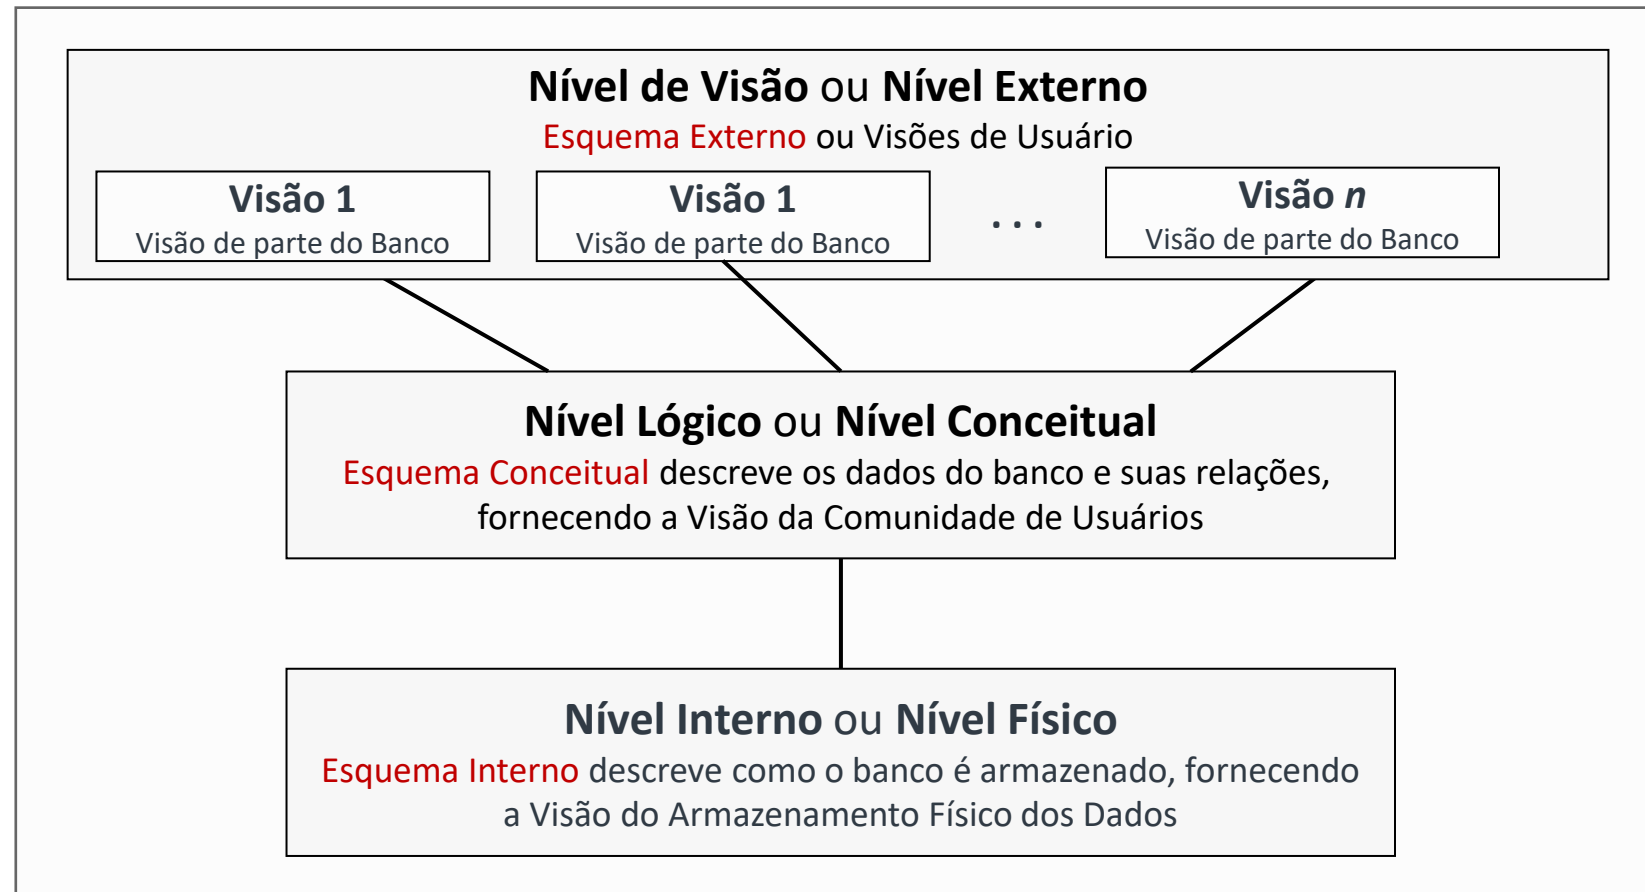 Nível de Visão ou Nível Externo
Esquema Externo ou Visões de Usuário
Visão 1
Visão de parte do Banco
Visão 1
Visão de parte do Banco
. . .
Visão n
Visão de parte do Banco
Nível Lógico ou Nível Conceitual
Esquema Conceitual descreve os dados do banco e suas relações,
fornecendo a Visão da Comunidade de Usuários
Nível Interno ou Nível Físico
Esquema Interno descreve como o banco é armazenado, fornecendo
a Visão do Armazenamento Físico dos Dados